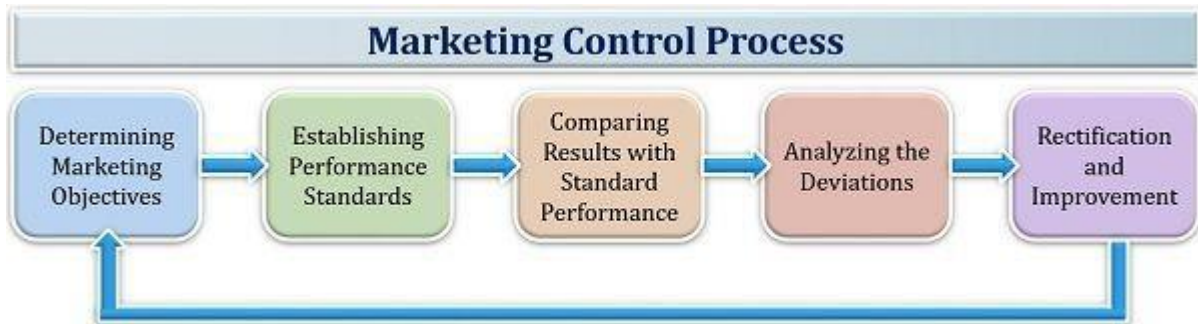 Marketing Control Process
Determining
Marketing
Objectives
Establishing
Performance
Standards
Comparing
Results with
Standard
Performance
Analyzing the
Deviations
Rectification
and
Improvement